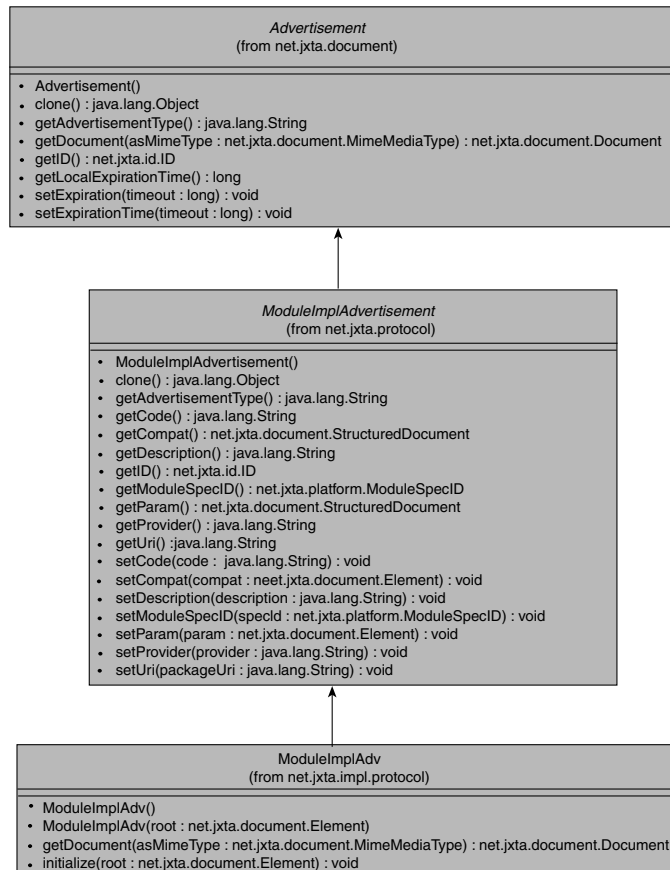 Advertisement
(from net.jxta.document)
• Advertisement()
• clone() : java.lang.Object
• getAdvertisementType() : java.lang.String
• getDocument(asMimeType : net.jxta.document.MimeMediaType) : net.jxta.document.Document
• getID() : net.jxta.id.ID
• getLocalExpirationTime() : long
• setExpiration(timeout : long) : void
• setExpirationTime(timeout : long) : void
ModuleImplAdvertisement
(from net.jxta.protocol)
• ModuleImplAdvertisement()
• clone() : java.lang.Object
• getAdvertisementType() : java.lang.String
• getCode() : java.lang.String
• getCompat() : net.jxta.document.StructuredDocument
• getDescription() : java.lang.String
• getID() : net.jxta.id.ID
• getModuleSpecID() : net.jxta.platform.ModuleSpecID
• getParam() : net.jxta.document.StructuredDocument
• getProvider() : java.lang.String
• getUri() :java.lang.String
• setCode(code : java.lang.String) : void
• setCompat(compat : neet.jxta.document.Element) : void
• setDescription(description : java.lang.String) : void
• setModuleSpecID(specId : net.jxta.platform.ModuleSpecID) : void
• setParam(param : net.jxta.document.Element) : void
• setProvider(provider : java.lang.String) : void
• setUri(packageUri : java.lang.String) : void
ModuleImplAdv
(from net.jxta.impl.protocol)
• ModuleImplAdv()
• ModuleImplAdv(root : net.jxta.document.Element)
• getDocument(asMimeType : net.jxta.document.MimeMediaType) : net.jxta.document.Document
• initialize(root : net.jxta.document.Element) : void